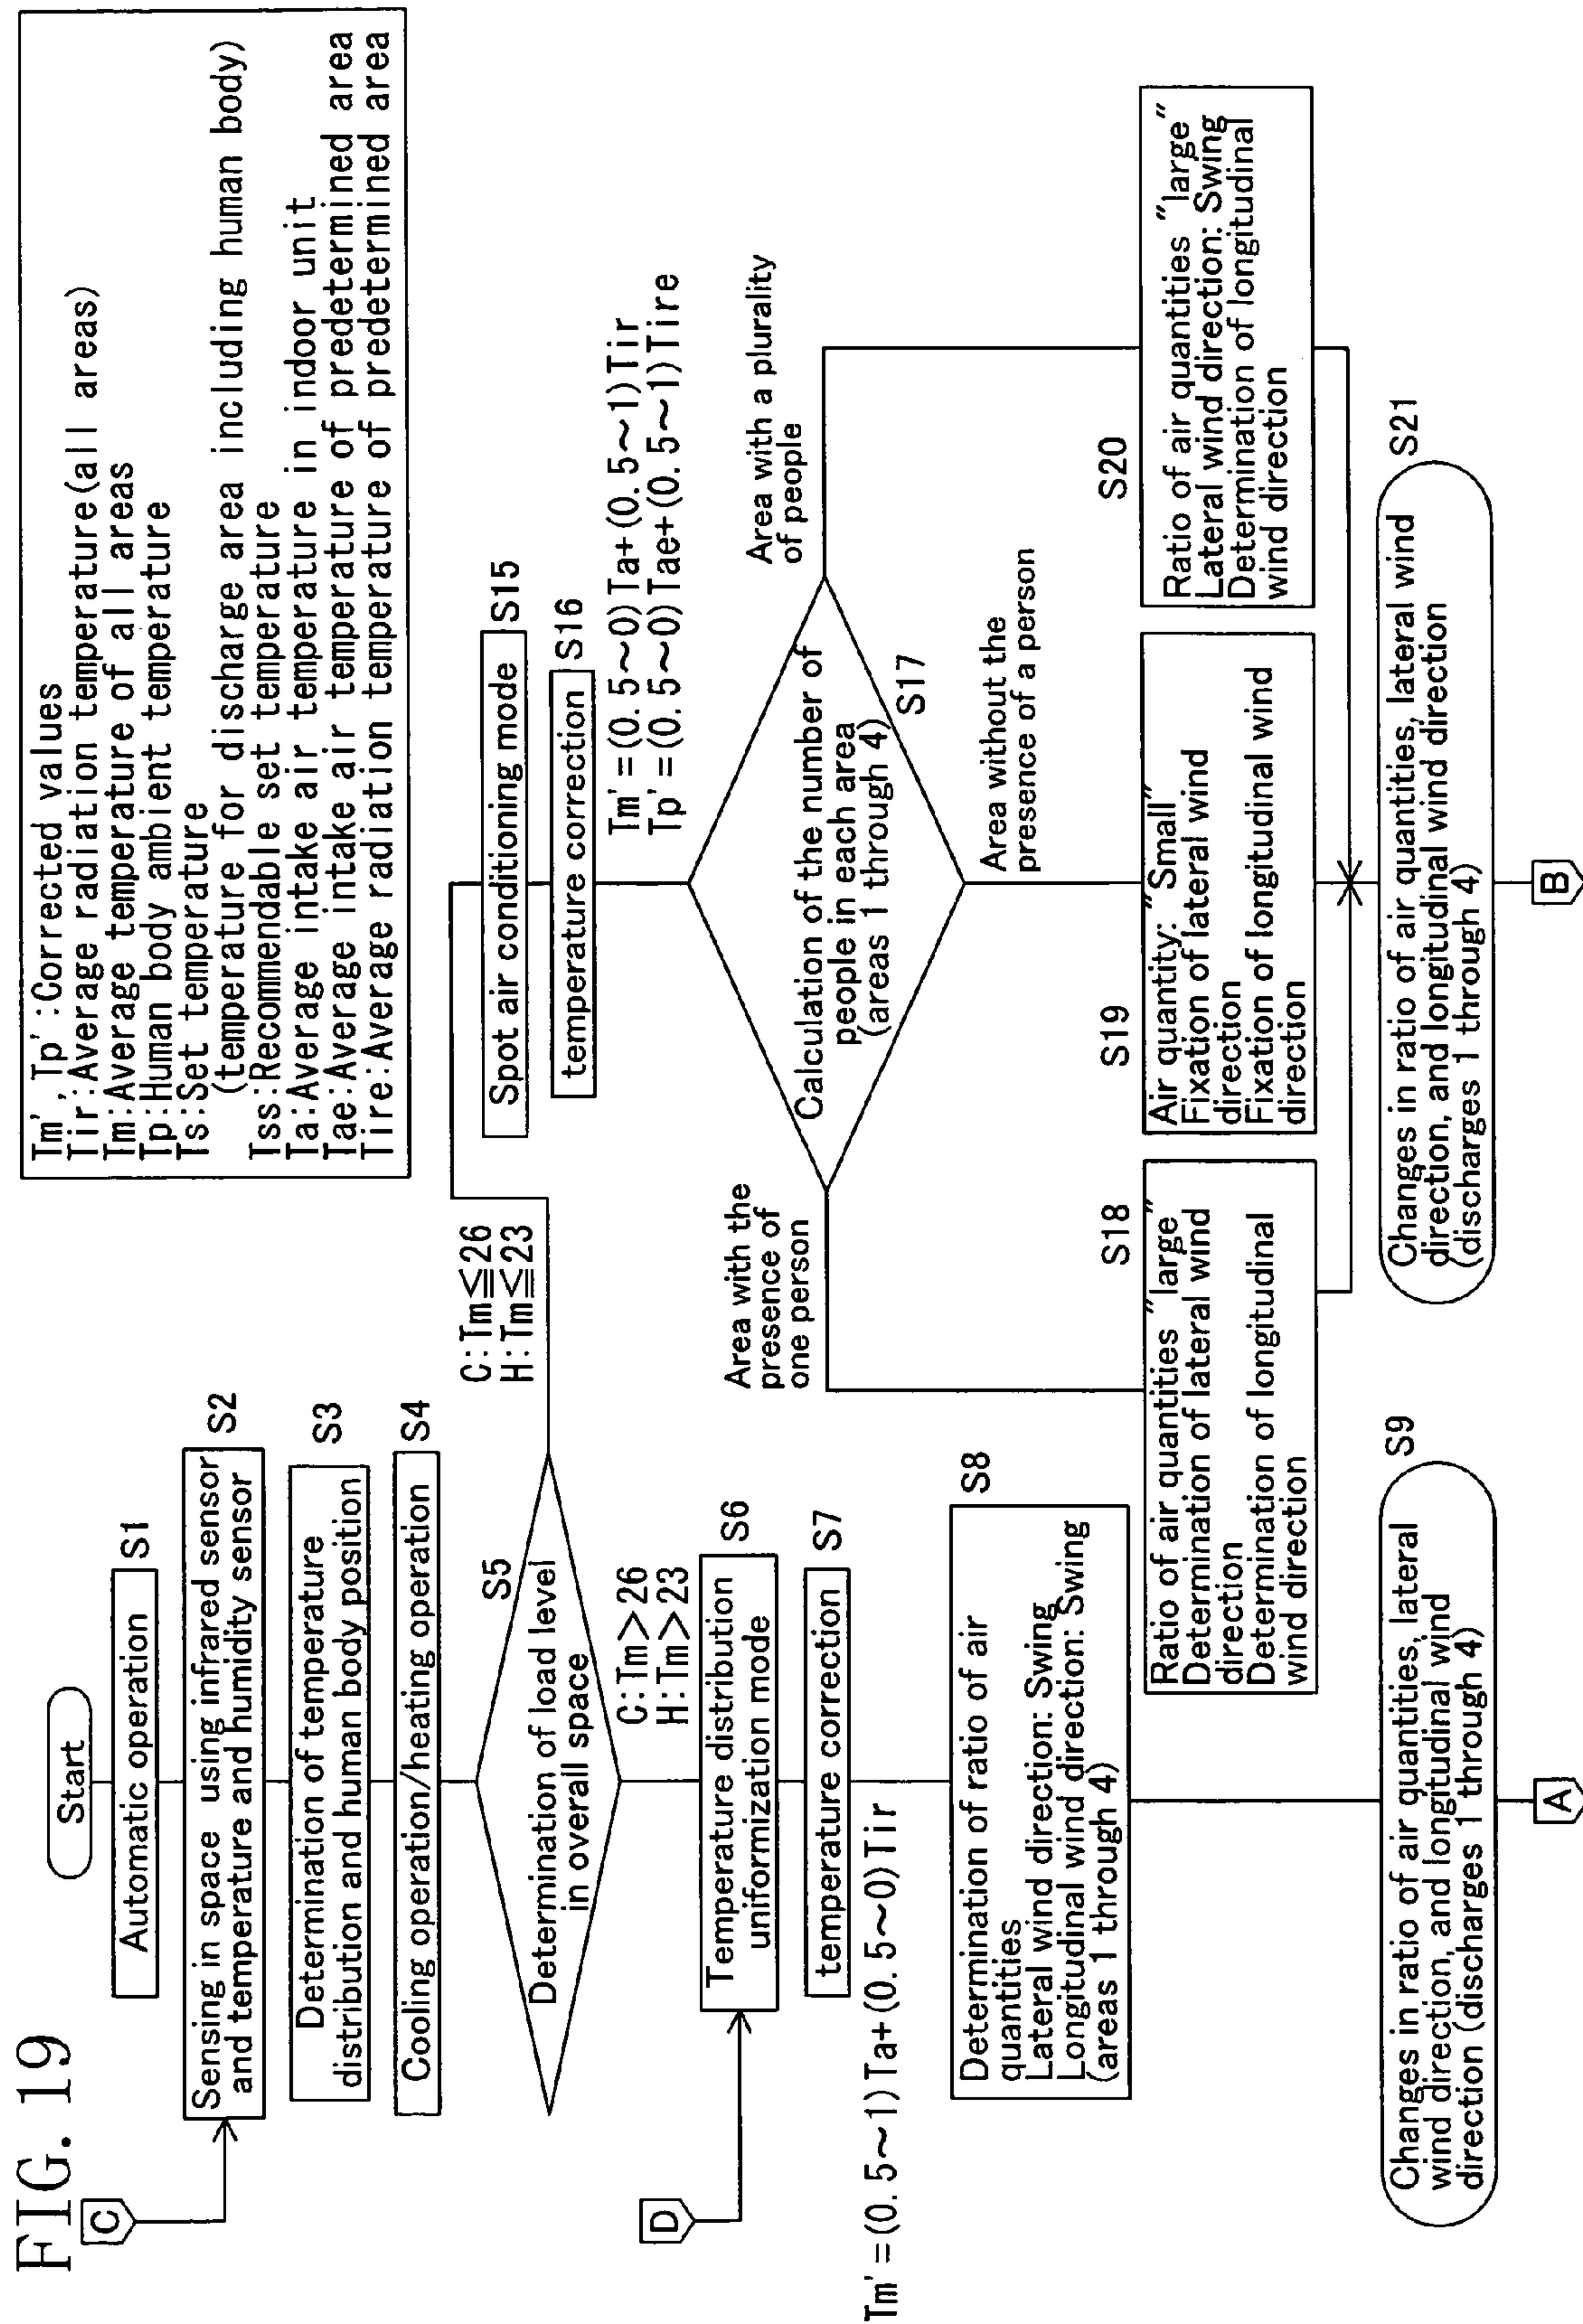 FIG. 19
Tm', Tp':Corrected values
Tir:Average radiation temperature(all areas)
Tm:Average temperature of all areas
Tp:Human body ambient temperature
Ts:Set temperature
(temperature for discharge area including human body)
Tss:Recommendable set temperature
Ta:Average intake air temperature in indoor unit
Tae:Average intake air temperature of predetermined area
Tire:Average radiation temperature of predetermined area
C
Start
Automatic operation
S1
Sensing in space using infrared sensor
and temperature and humidity sensor
S2
Determination of temperature
distribution and human body position
S3
Cooling operation/heating operation
S4
Determination of load level
in overall space
S5
C:Tm≦26
H:Tm≦23
C:Tm>26
H:Tm>23
D
Temperature distribution
uniformization mode
S6
temperature correction
S7
Tm'=(0.5~1)Ta+(0.5~0)Tir
Determination of ratio of air
quantities
Lateral wind direction: Swing
Longitudinal wind direction: Swing
(areas 1 through 4)
S8
Changes in ratio of air quantities, lateral
wind direction, and longitudinal wind
direction (discharges 1 through 4)
S9
A
Spot air conditioning mode
S15
temperature correction
S16
Tm'=(0.5~0)Ta+(0.5~1)Tir
Tp'=(0.5~0)Tae+(0.5~1)Tire
Calculation of the number of
people in each area
(areas 1 through 4)
S17
Area with the
presence of
one person
Area without the
presence of a person
Area with a plurality
of people
S18
Ratio of air quantities "large"
Determination of lateral wind
direction
Determination of longitudinal
wind direction
S19
Air quantity: "Small"
Fixation of lateral wind
direction
Fixation of longitudinal wind
direction
S20
Ratio of air quantities "large"
Lateral wind direction: Swing
Determination of longitudinal
wind direction
Changes in ratio of air quantities, lateral wind
direction, and longitudinal wind direction
(discharges 1 through 4)
S21
B